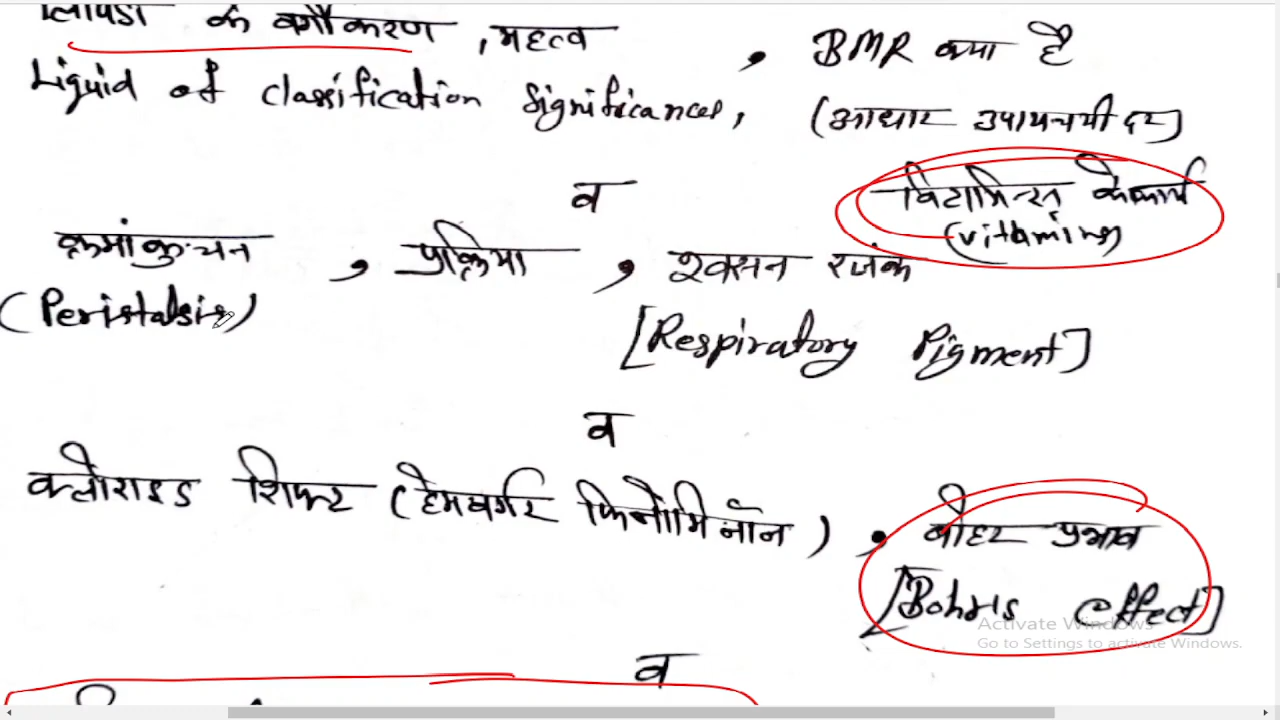 लिपिडो के वर्गीकरण , महत्व
Liquid of classification significances,
, BMR क्या है
(आधार उपापचयी दर)
व
विटामिन्स के कार्य
(vitamins)
क्रमांकुंचन , प्रक्रिया , श्वसन रंजक
(Peristalsis)
[Respiratory Pigment]
व
क्लोराइड शिफ्ट (हेमबर्गर फिनोमिनॉन) , बोहर प्रभाव
[Bohris effect]
Activate Windows
Go to Settings to activate Windows.
व